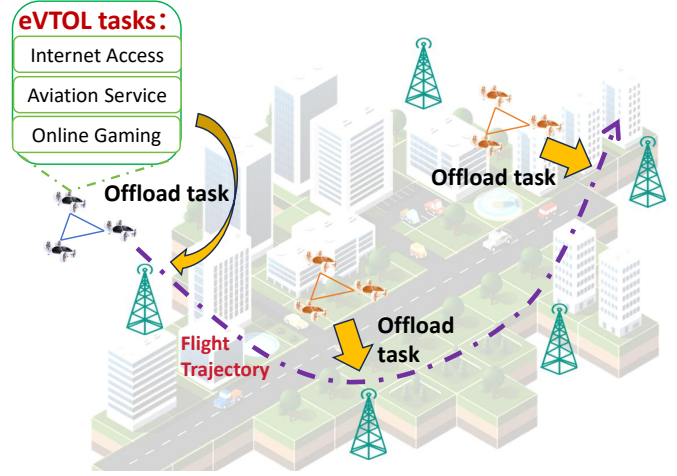 eVTOL tasks:
Internet Access
Aviation Service
Online Gaming
Offload task
Offload task
Offload
task
Flight
Trajectory